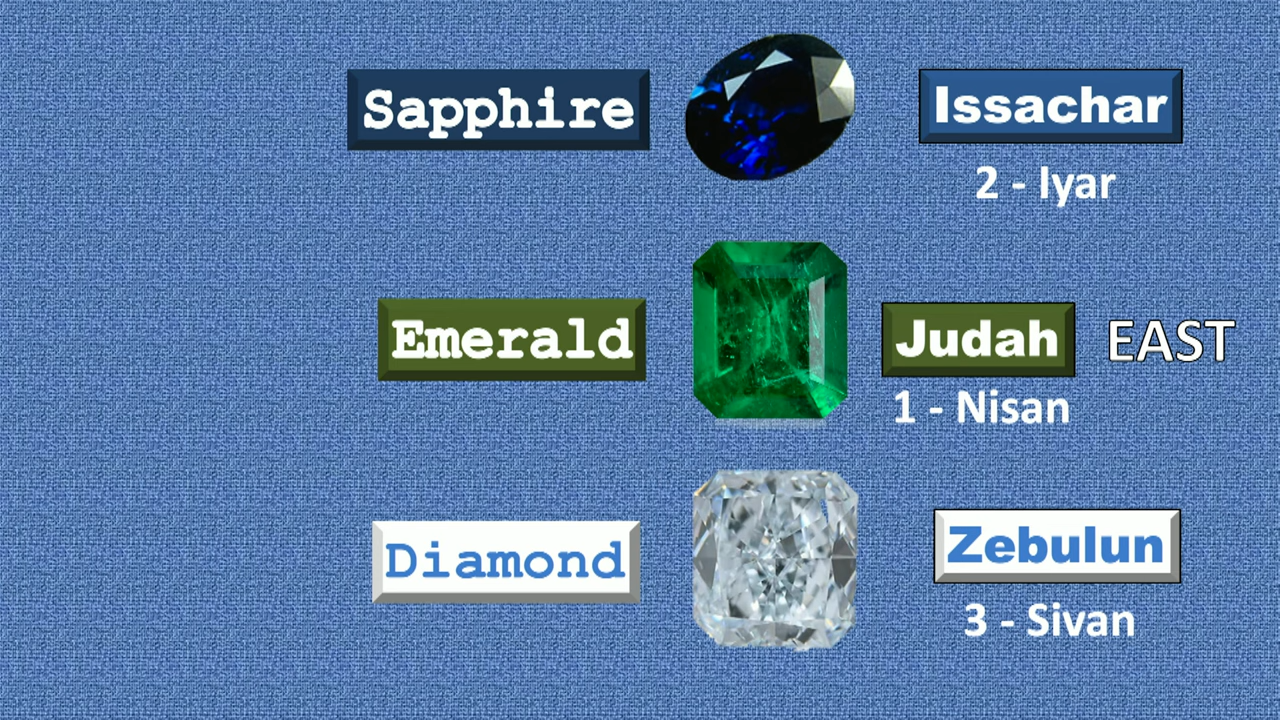 Sapphire
Issachar
2 - Iyar
Emerald
Judah
EAST
1 - Nisan
Diamond
Zebulun
3 - Sivan